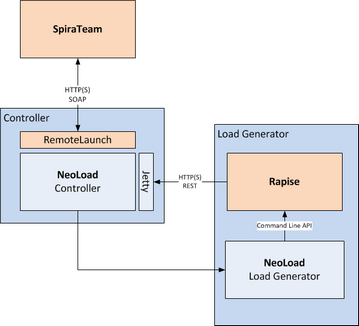 SpiraTeam
HTTP(S)
SOAP
Controller
RemoteLaunch
NeoLoad
Controller
Jetty
HTTP(S)
REST
Load Generator
Rapise
Command Line API
NeoLoad
Load Generator